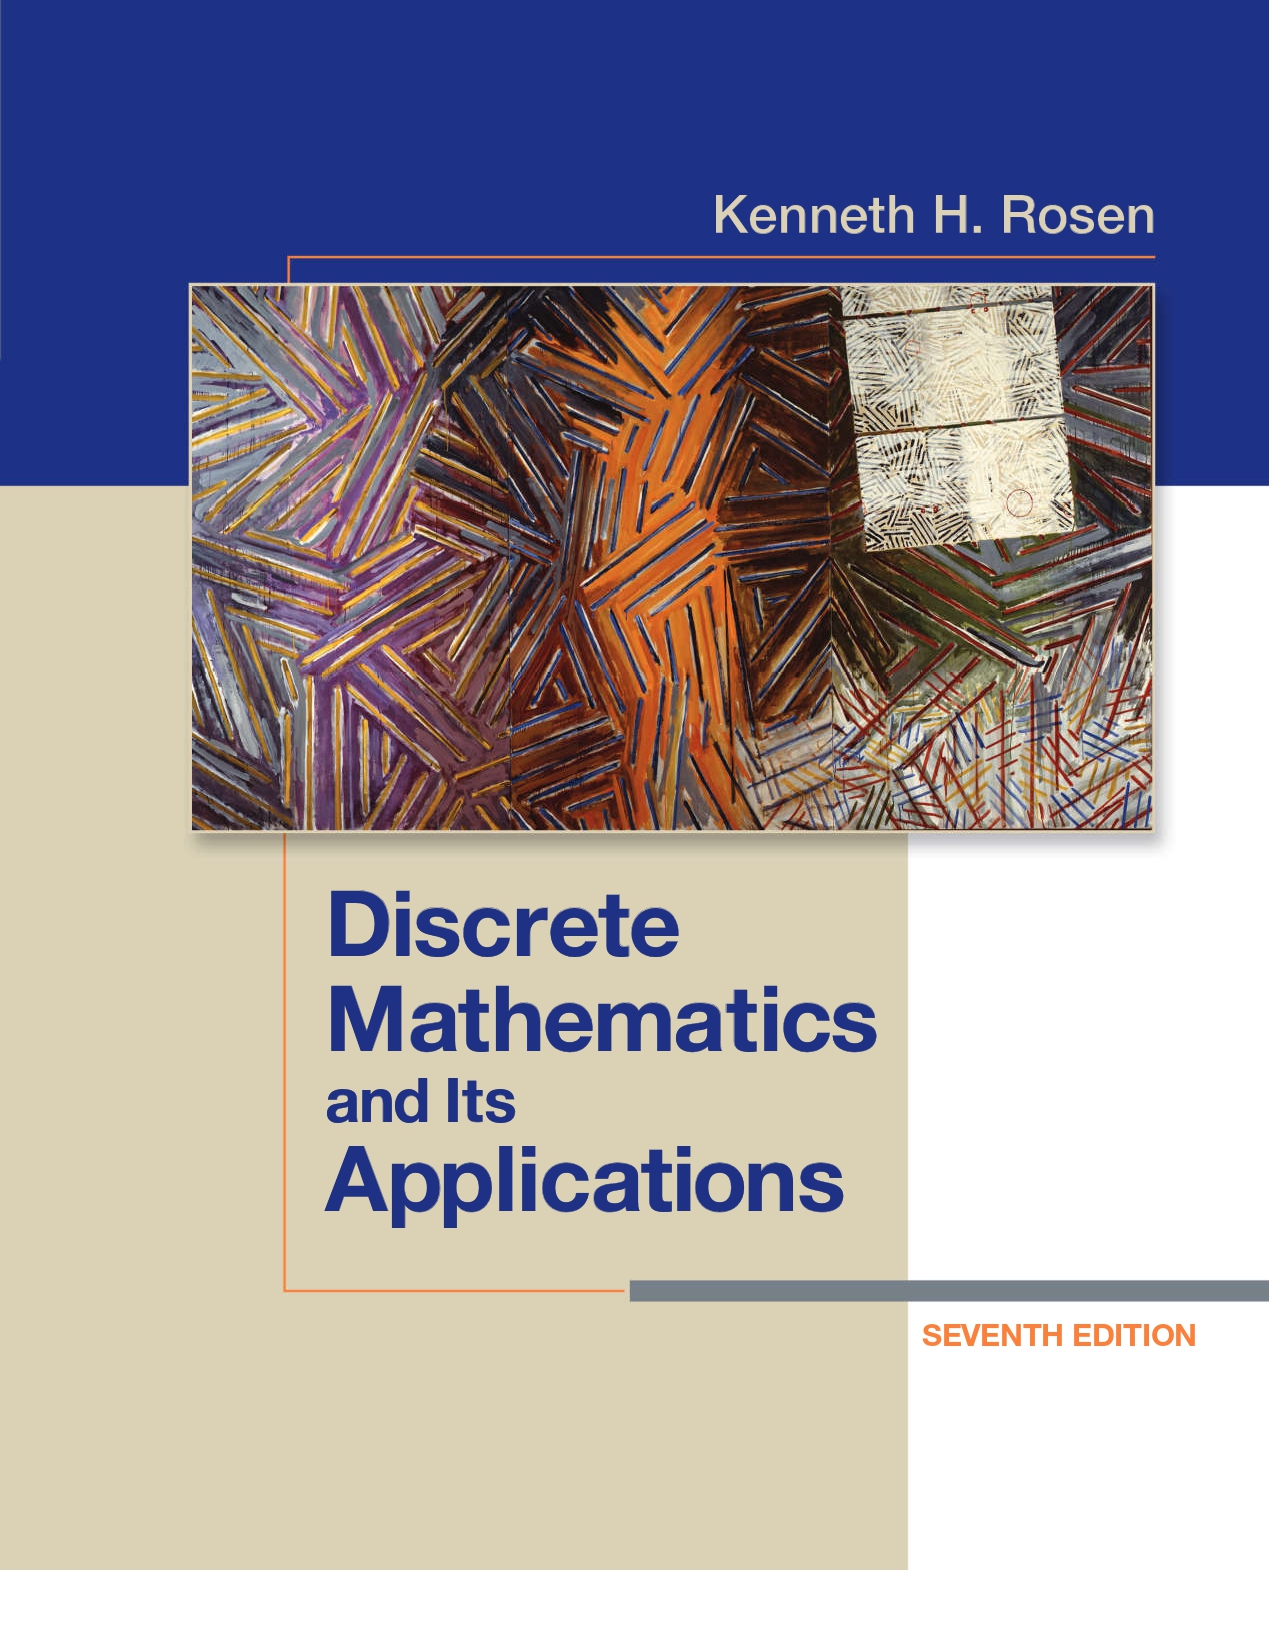 Kenneth H. Rosen
Discrete
Mathematics
and Its
Applications
SEVENTH EDITION